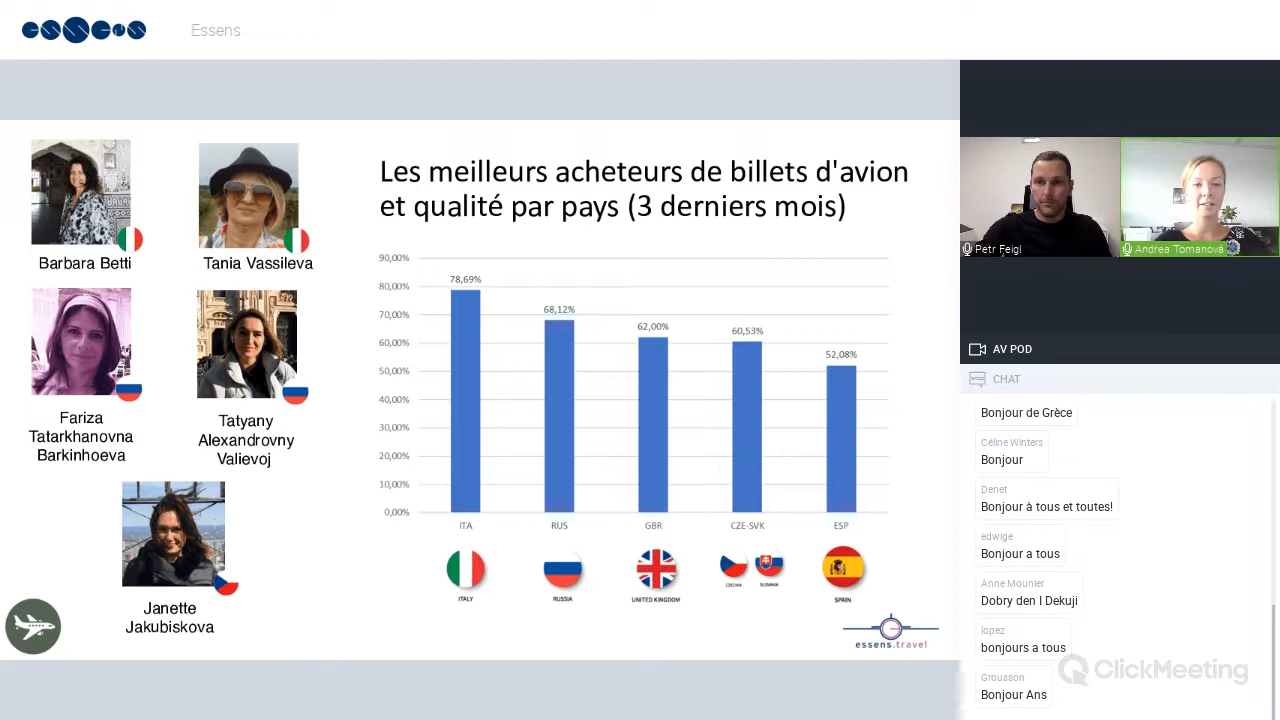 essens
Essens
Barbara Betti
Tania Vassileva
Fariza
Tatarkhanovna
Barkinhoeva
Tatyany
Alexandrovny
Valievoj
Janette
Jakubiskova
Les meilleurs acheteurs de billets d'avion
et qualité par pays (3 derniers mois)
90,00%
80,00%
70,00%
60,00%
50,00%
40,00%
30,00%
20,00%
10,00%
0,00%
78,69%
68,12%
62,00%
60,53%
52,08%
ITA
RUS
GBR
CZE-SVK
ESP
ITALY
RUSSIA
UNITED KINGDOM
CZECHIA
SLOVAKIA
SPAIN
essens.travel
Petr Feigl
Andrea Tomanová
AV POD
CHAT
Bonjour de Grèce
Céline Winters
Bonjour
Denet
Bonjour à tous et toutes!
edwige
Bonjour a tous
Anne Mounier
Dobry den I Dekuji
lopez
bonjours a tous
Grousson
Bonjour Ans
ClickMeeting